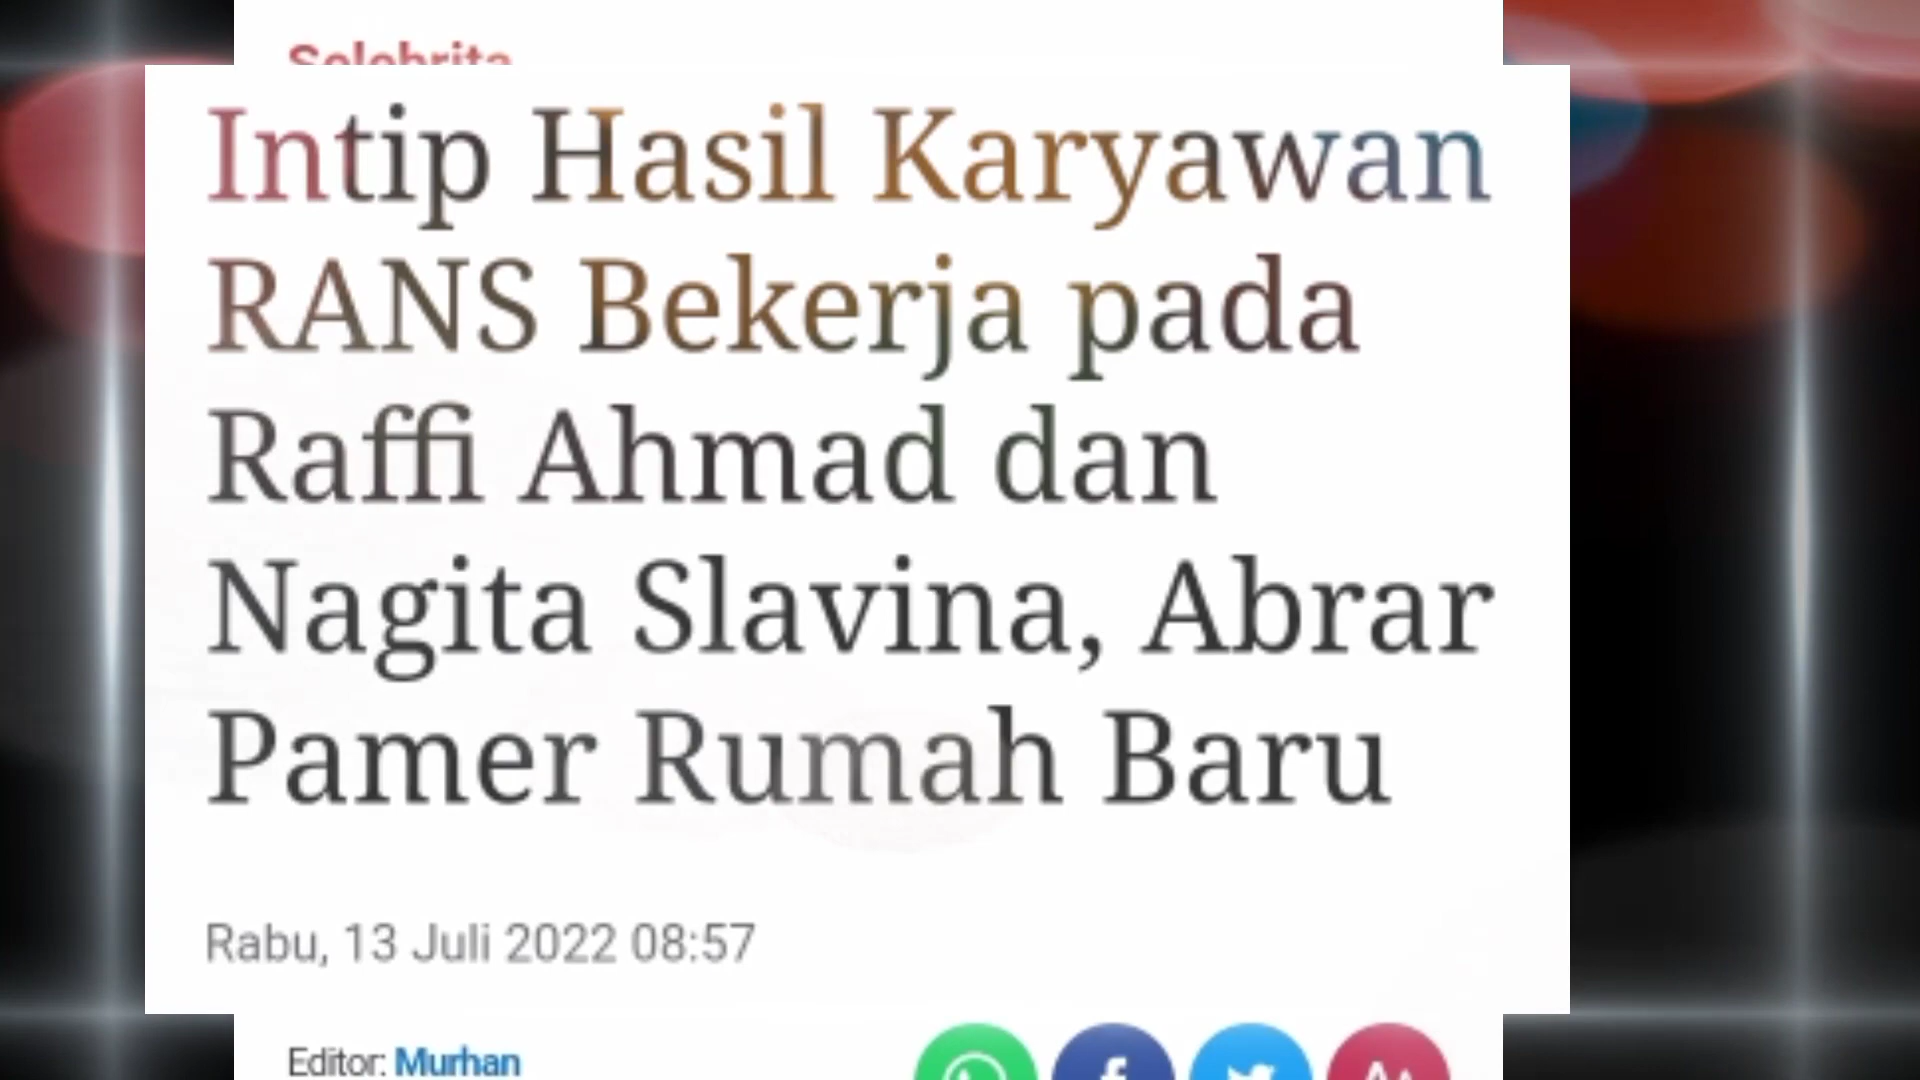 Selebrita
Intip Hasil Karyawan
RANS Bekerja pada
Raffi Ahmad dan
Nagita Slavina, Abrar
Pamer Rumah Baru
Rabu, 13 Juli 2022 08:57
Editor: Murhan